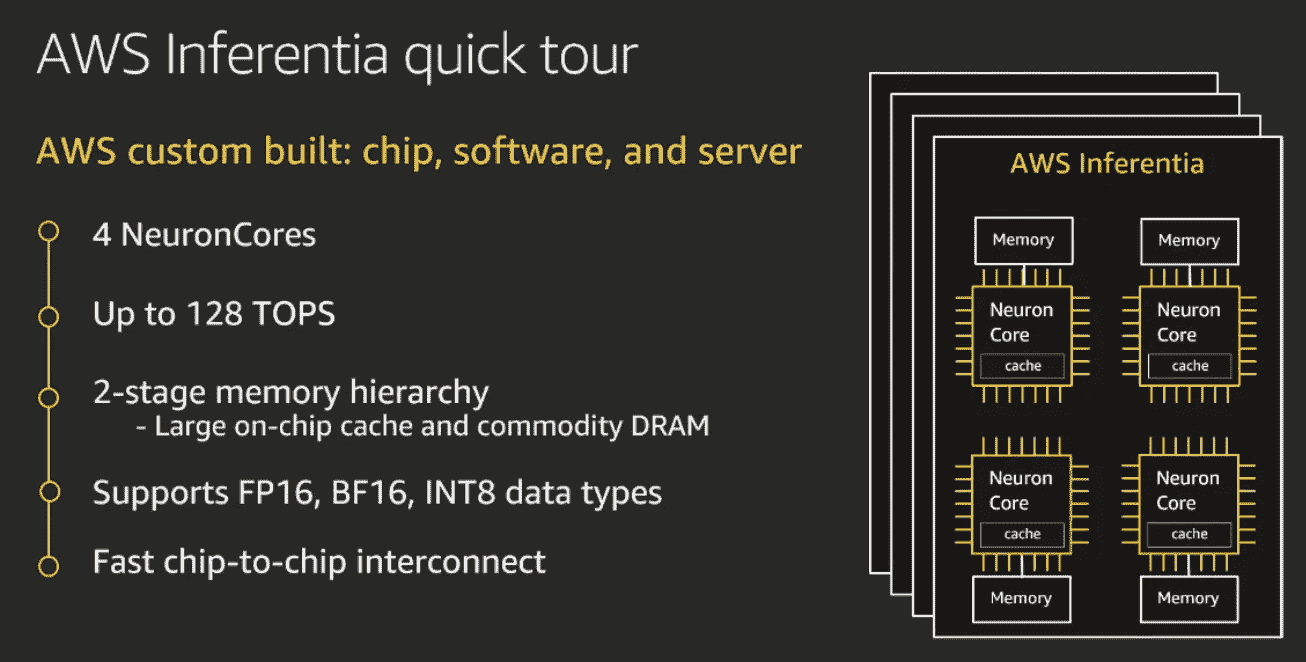 AWS Inferentia quick tour
AWS custom built: chip, software, and server
4 NeuronCores
Up to 128 TOPS
2-stage memory hierarchy
- Large on-chip cache and commodity DRAM
Supports FP16, BF16, INT8 data types
Fast chip-to-chip interconnect
AWS Inferentia
Memory
Memory
Neuron
Core
cache
Neuron
Core
cache
Neuron
Core
cache
Neuron
Core
cache
Memory
Memory